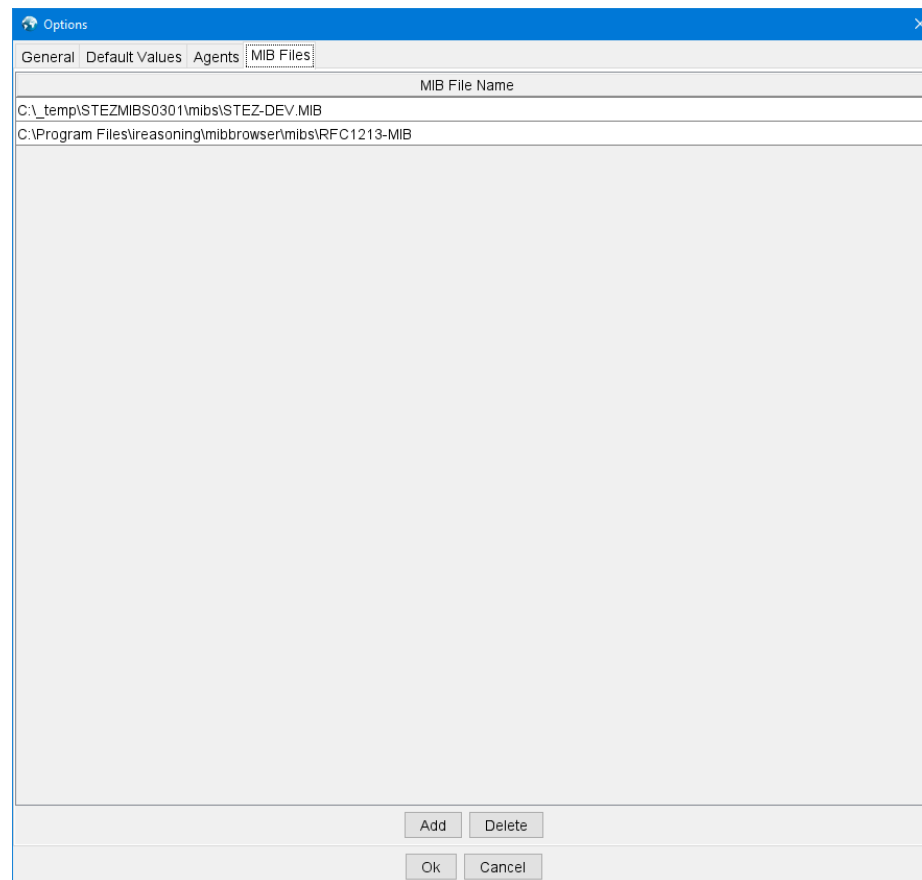 Options
General Default Values Agents MIB Files
MIB File Name
C:\_temp\STEZMIBS0301\mibs\STEZ-DEV.MIB
C:\Program Files\ireasoning\mibbrowser\mibs\RFC1213-MIB
Add Delete
Ok Cancel